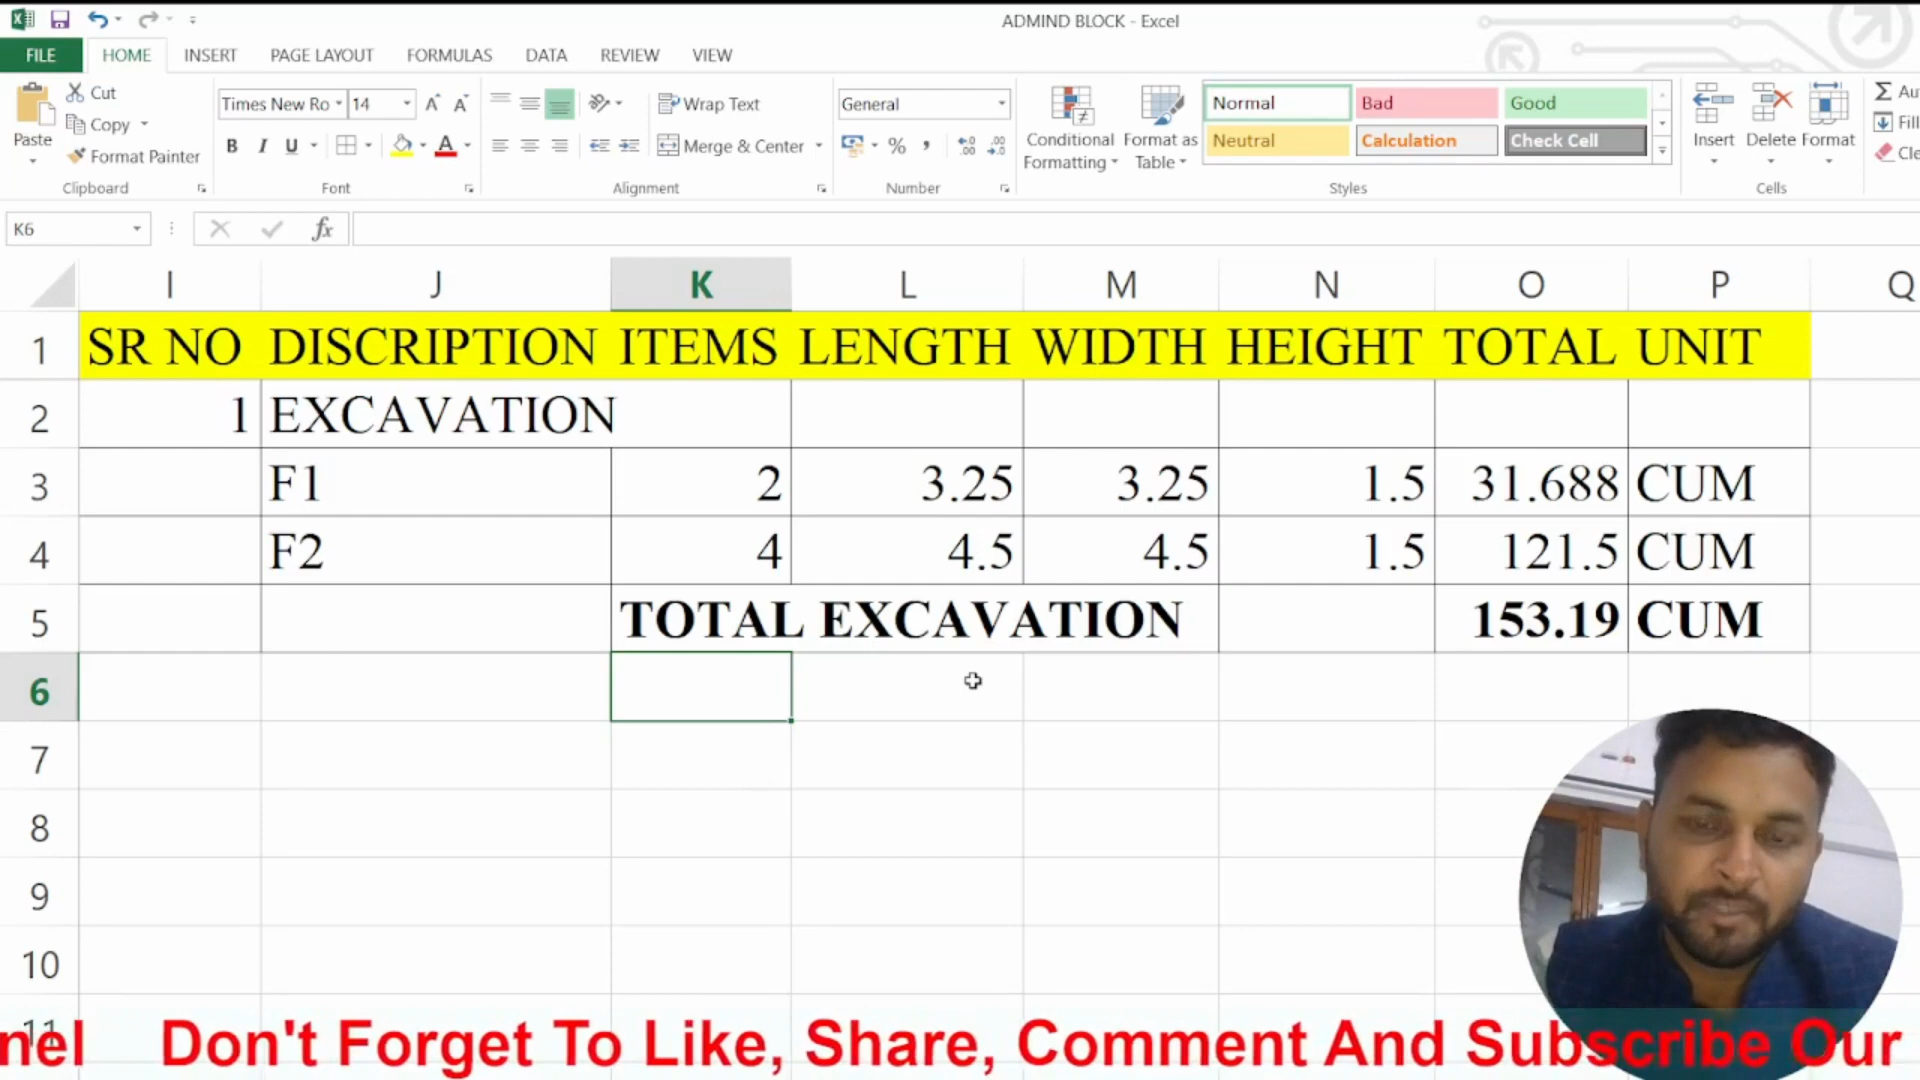 ADMIND BLOCK - Excel
FILE HOME INSERT PAGE LAYOUT FORMULAS DATA REVIEW VIEW
Cut
Copy
Format Painter
Paste
Clipboard
Times New Ro 14
B I U A
Font
Wrap Text
Merge & Center
Alignment
General
%
Number
Conditional Formatting
Format as Table
Normal Bad Good
Neutral Calculation Check Cell
Styles
Insert Delete Format
Cells
Σ Au
Fill
Cle
K6 fx
I J K L M N O P Q
1 SR NO DISCRIPTION ITEMS LENGTH WIDTH HEIGHT TOTAL UNIT
2 1 EXCAVATION
3 F1 2 3.25 3.25 1.5 31.688 CUM
4 F2 4 4.5 4.5 1.5 121.5 CUM
5 TOTAL EXCAVATION 153.19 CUM
6
7
8
9
10
11
nel Don't Forget To Like, Share, Comment And Subscribe Our